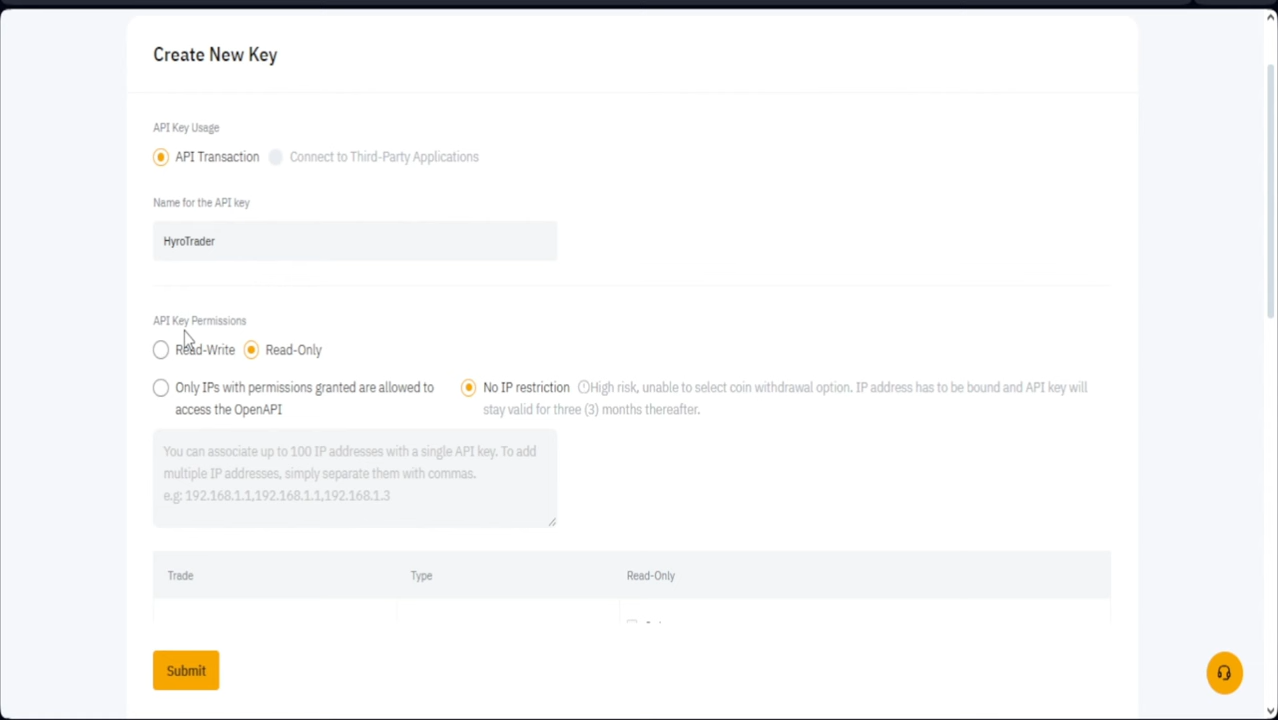 Create New Key
API Key Usage
API Transaction Connect to Third-Party Applications
Name for the API key
HyroTrader
API Key Permissions
Read-Write Read-Only
Only IPs with permissions granted are allowed to access the OpenAPI
No IP restriction High risk, unable to select coin withdrawal option. IP address has to be bound and API key will
stay valid for three (3) months thereafter.
You can associate up to 100 IP addresses with a single API key. To add
multiple IP addresses, simply separate them with commas.
e.g: 192.168.1.1,192.168.1.1,192.168.1.3
Trade Type Read-Only
Submit